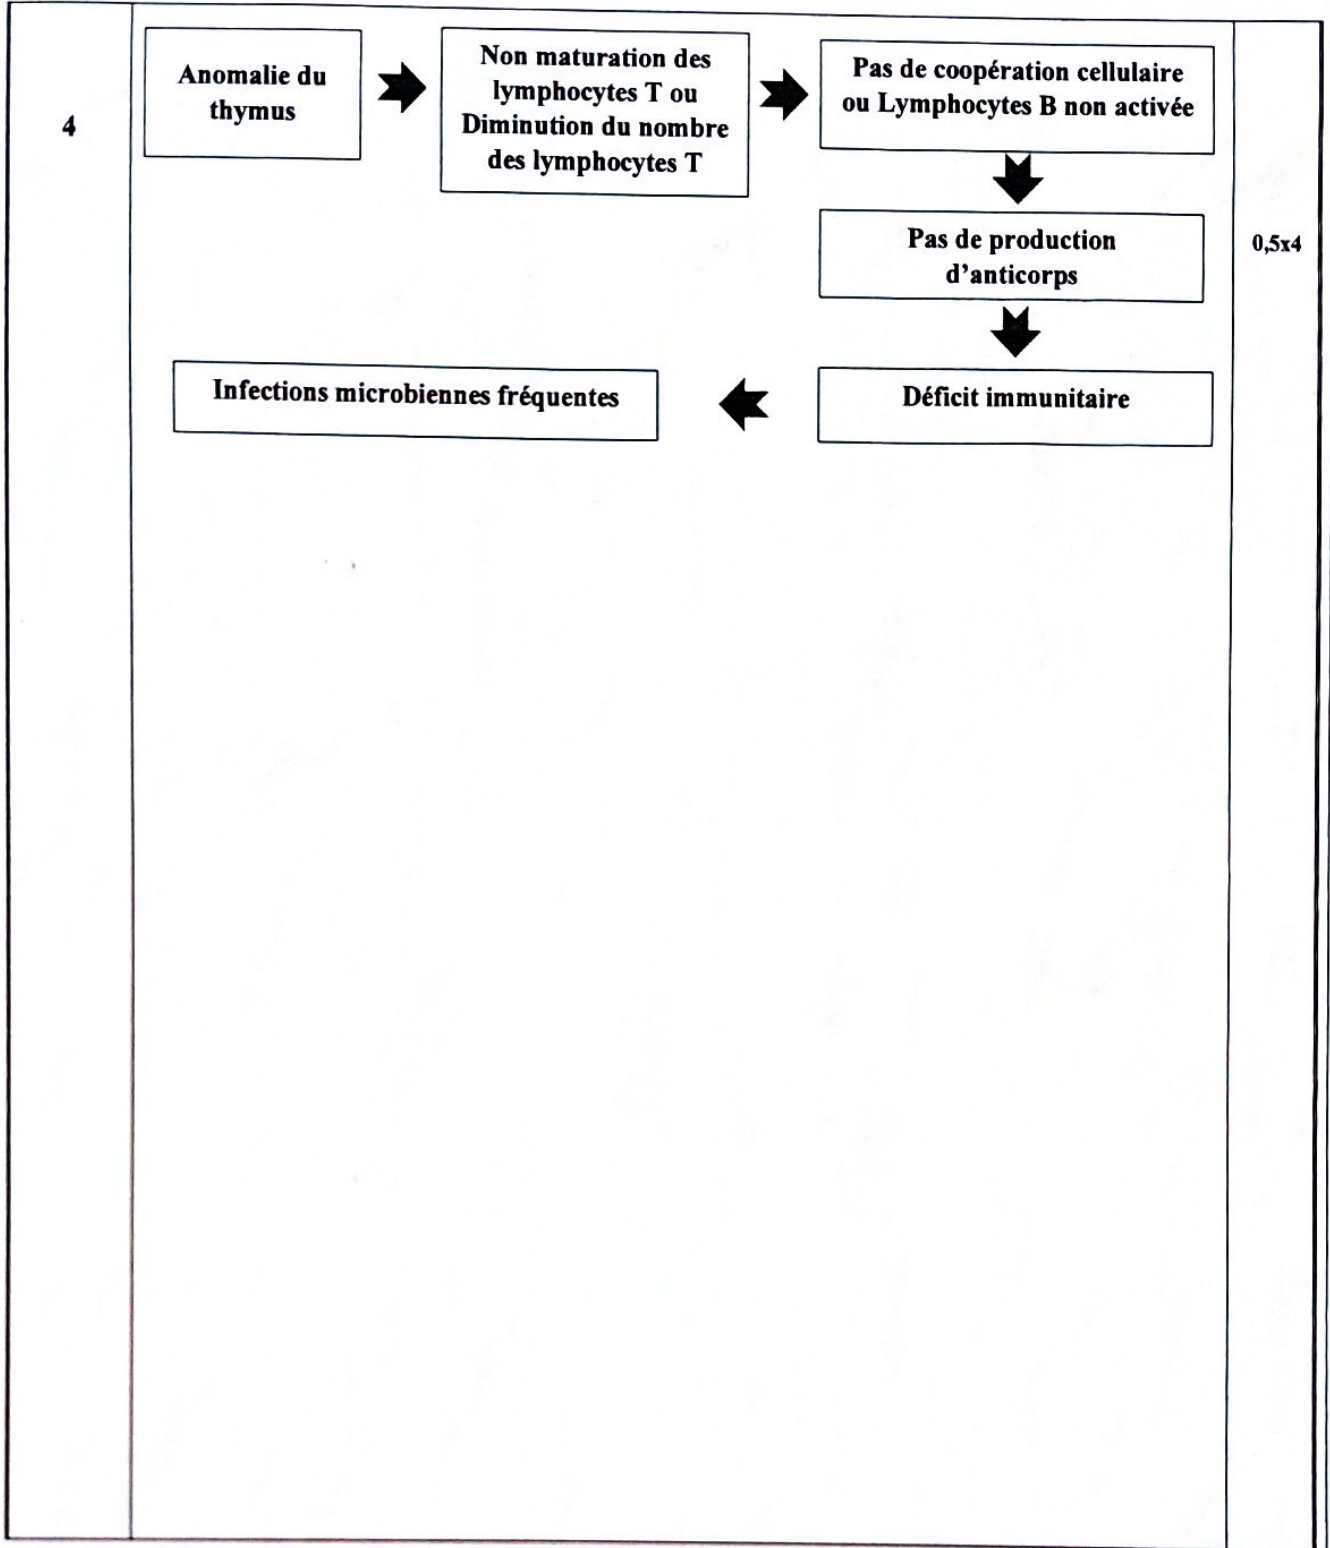 4
Anomalie du
thymus
Non maturation des
lymphocytes T ou
Diminution du nombre
des lymphocytes T
Pas de coopération cellulaire
ou Lymphocytes B non activée
Pas de production
d'anticorps
0,5x4
Déficit immunitaire
Infections microbiennes fréquentes